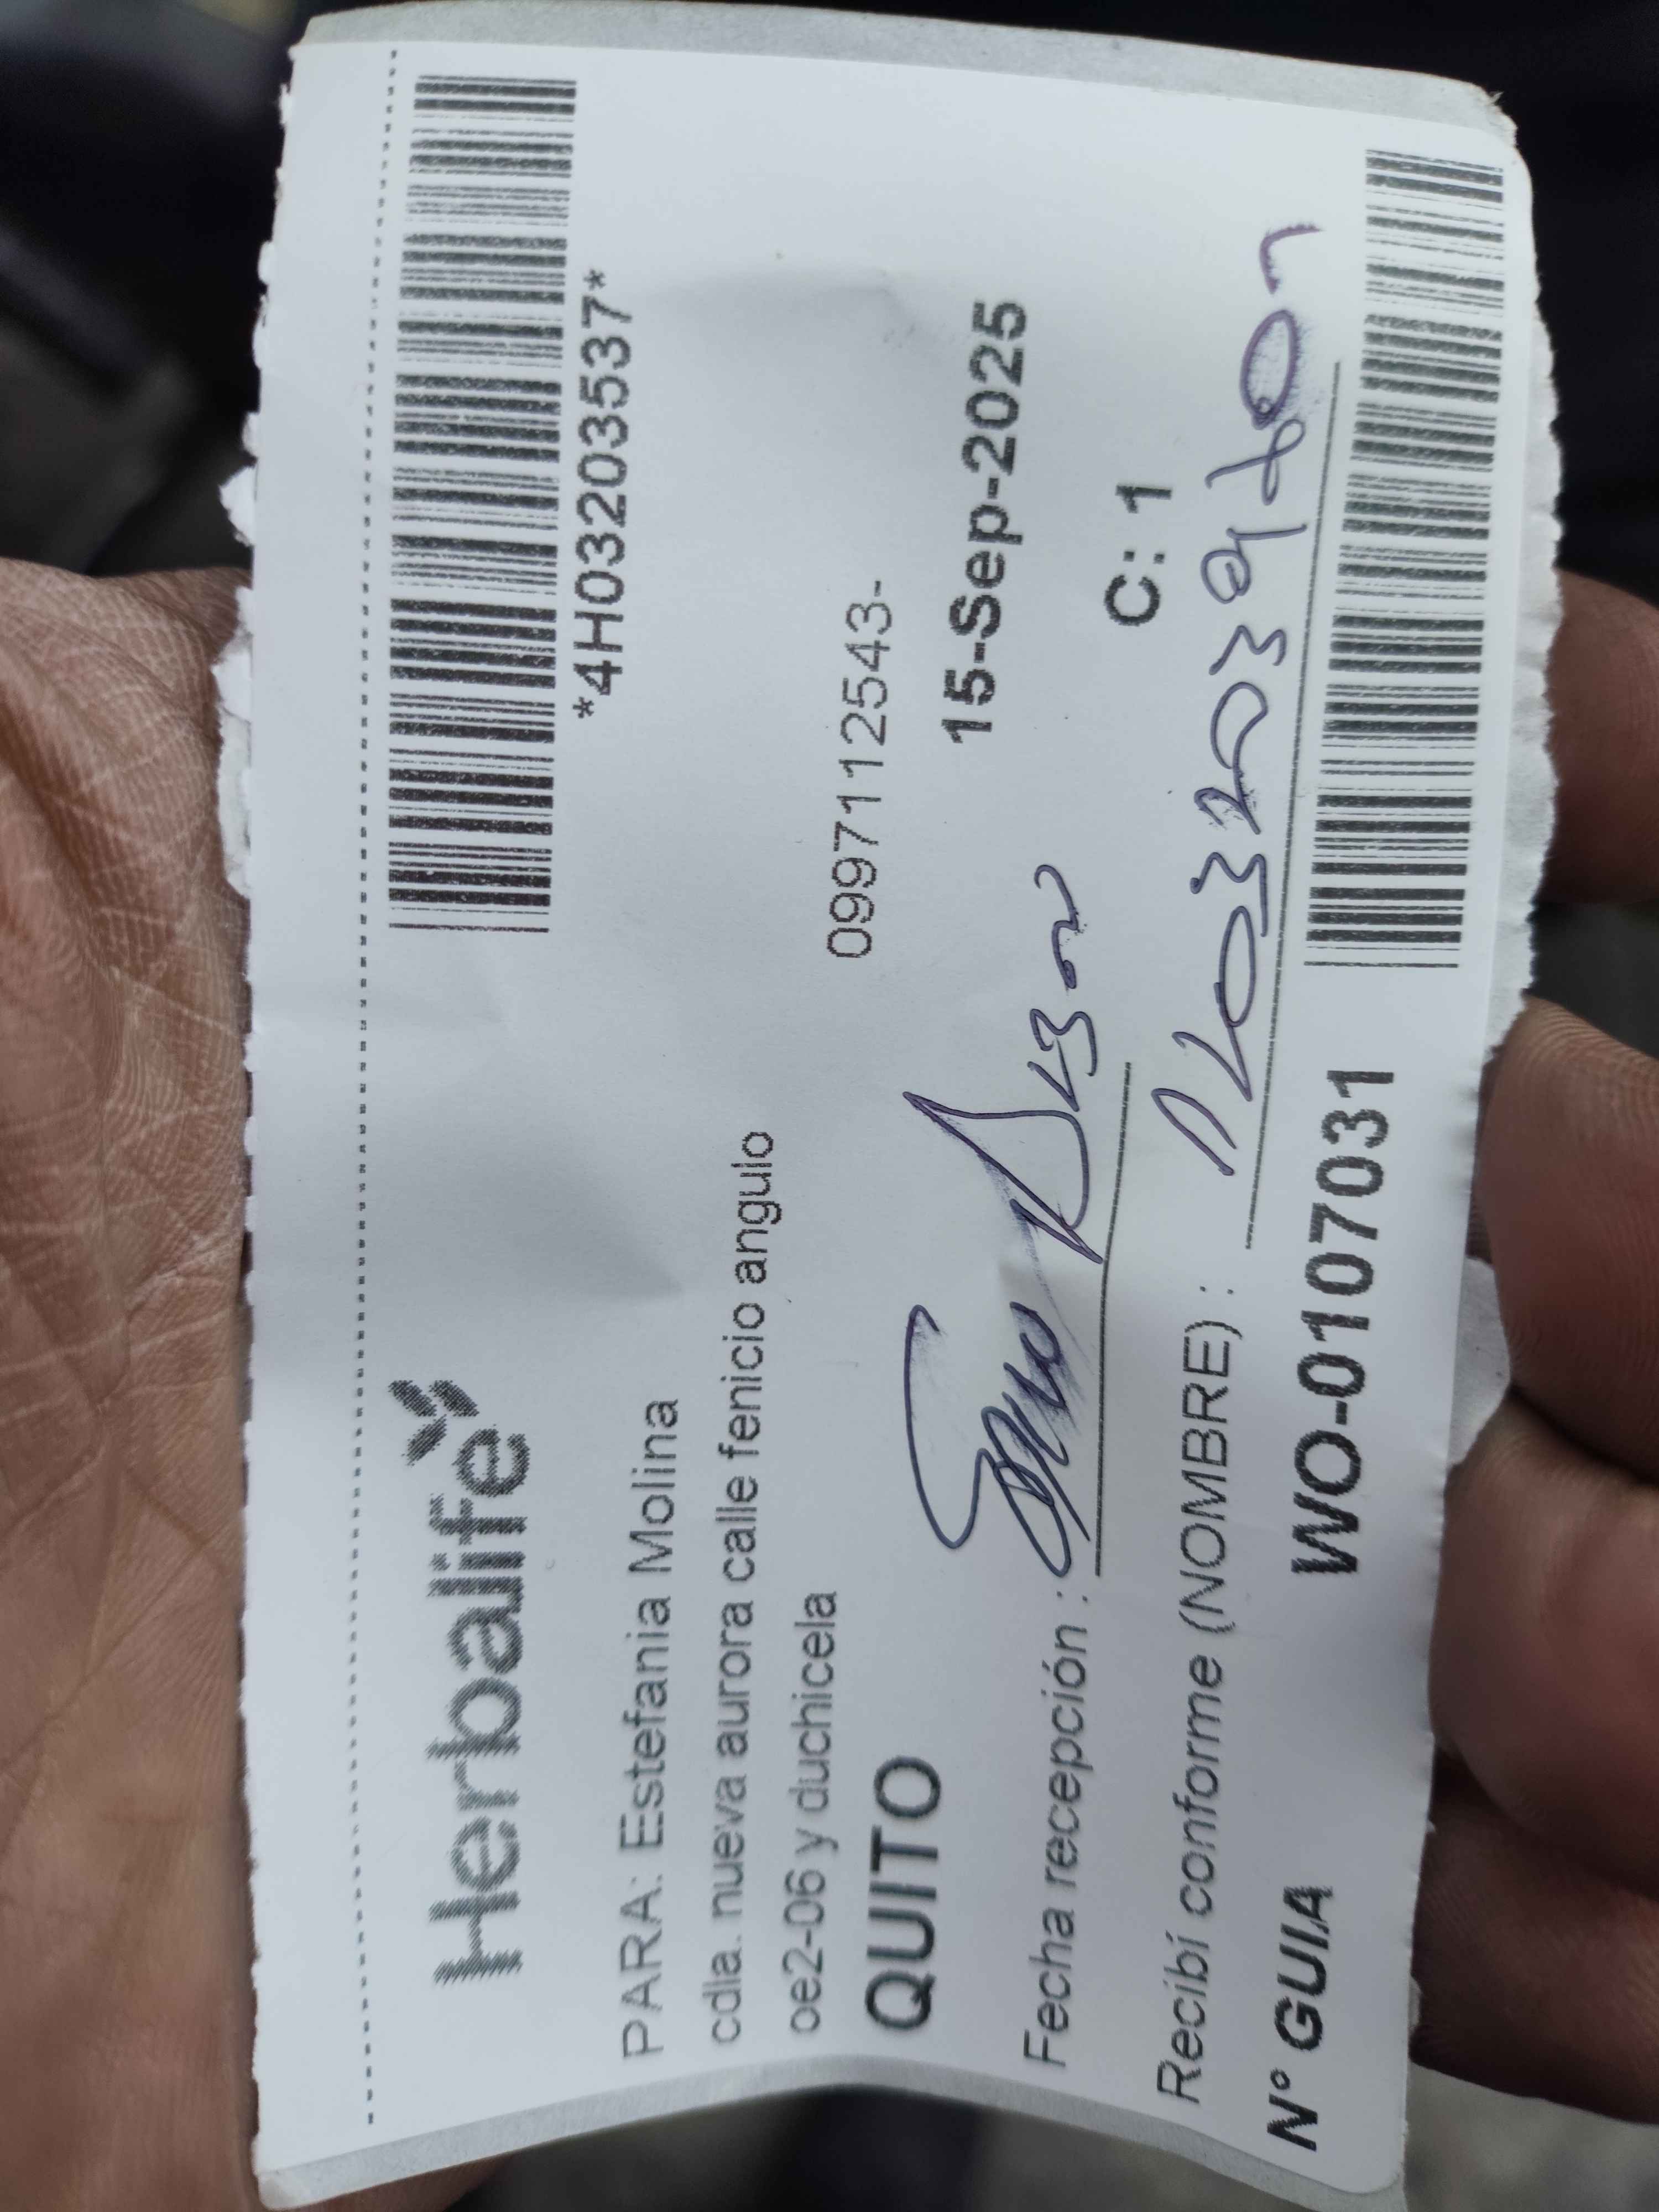 Herbalife
*4H03203537*
PARA: Estefania Molina
cdla. nueva aurora calle fenicio angulo
oe2-06 y duchicela
0997112543-
QUITO
15-Sep-2025
Fecha recepción :
C: 1
Recibí conforme (NOMBRE) :
N° GUIA WO-0107031